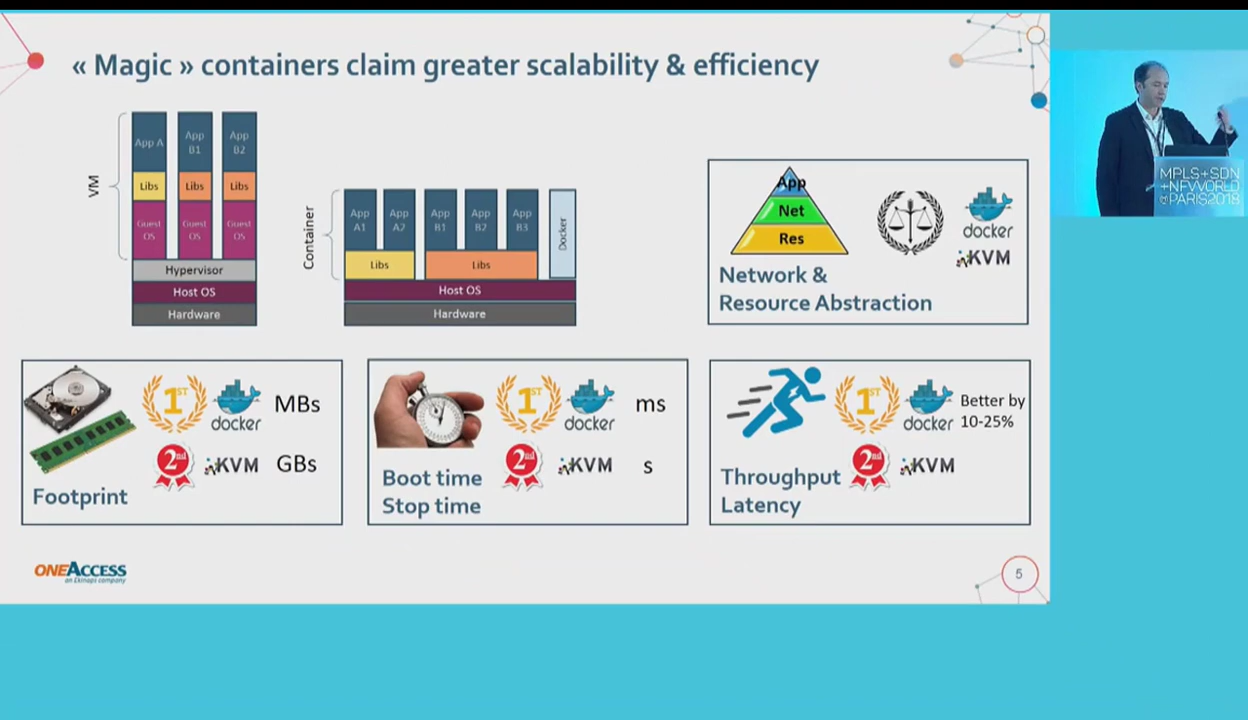 « Magic » containers claim greater scalability & efficiency
VM
App A
App
B1
App
B2
Libs
Libs
Libs
Guest
OS
Guest
OS
Guest
OS
Hypervisor
Host OS
Hardware
Container
App
A1
App
A2
App
B1
App
B2
App
B3
Docker
Libs
Libs
Host OS
Hardware
App
Net
Res
docker
KVM
Network &
Resource Abstraction
1ST
docker
MBs
2nd
KVM
GBs
Footprint
1ST
docker
ms
2nd
KVM
s
Boot time
Stop time
1ST
docker
Better by
10-25%
2nd
KVM
Throughput
Latency
ONEACCESS
an Ekinops company
5
MPLS+SDN
+NFVWORLD
@PARIS2018